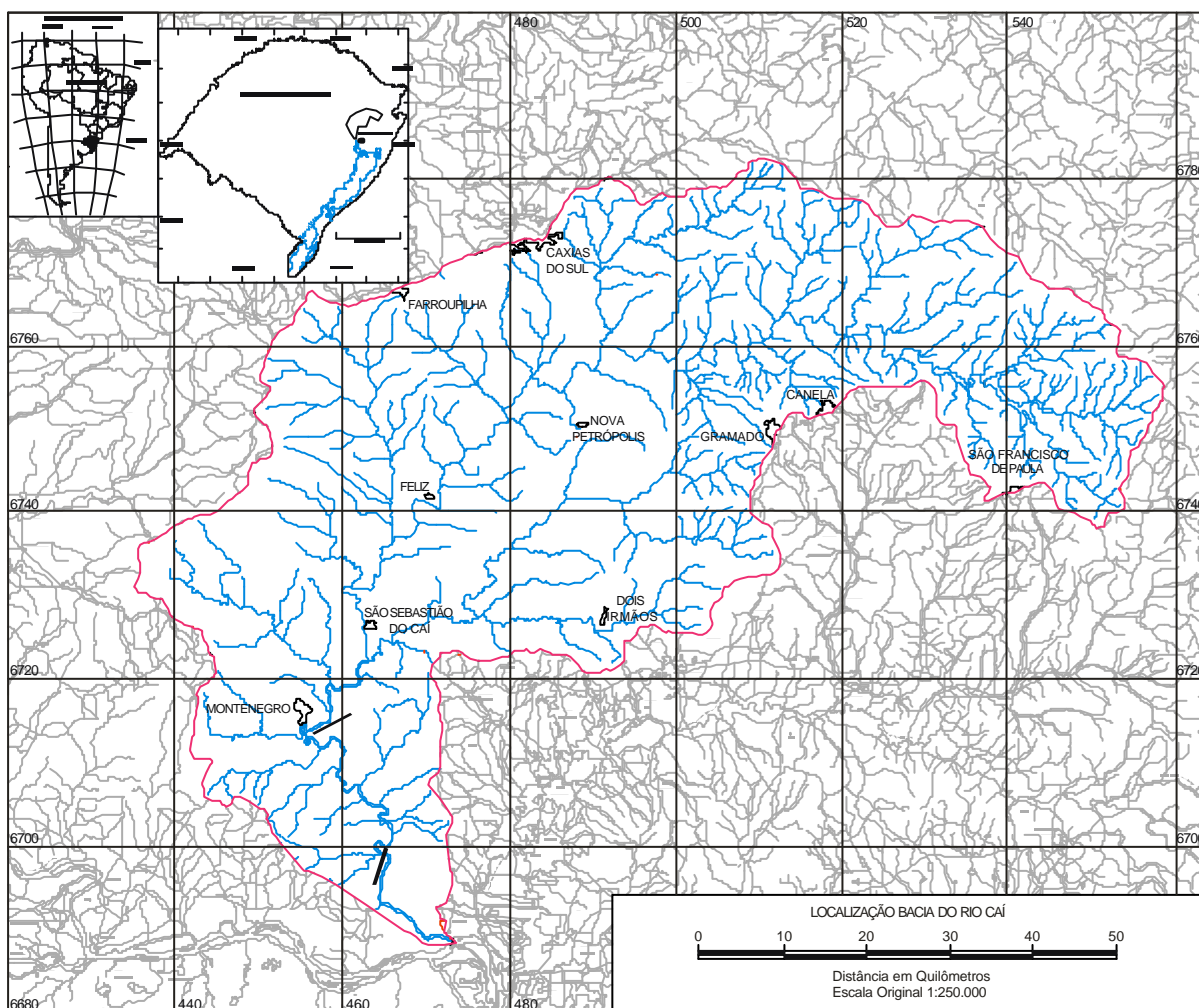 480
500
520
540
6780
CAXIAS
DO SUL
FARROUPILHA
6760
6760
CANELA
NOVA
PETRÓPOLIS
GRAMADO
SÃO FRANCISCO
DE PAULA
FELIZ
6740
6740
DOIS
IRMÃOS
SÃO SEBASTIÃO
DO CAÍ
6720
6720
MONTENEGRO
6700
6700
LOCALIZAÇÃO BACIA DO RIO CAÍ
0 10 20 30 40 50
Distância em Quilômetros
Escala Original 1:250.000
6680
440
460
480